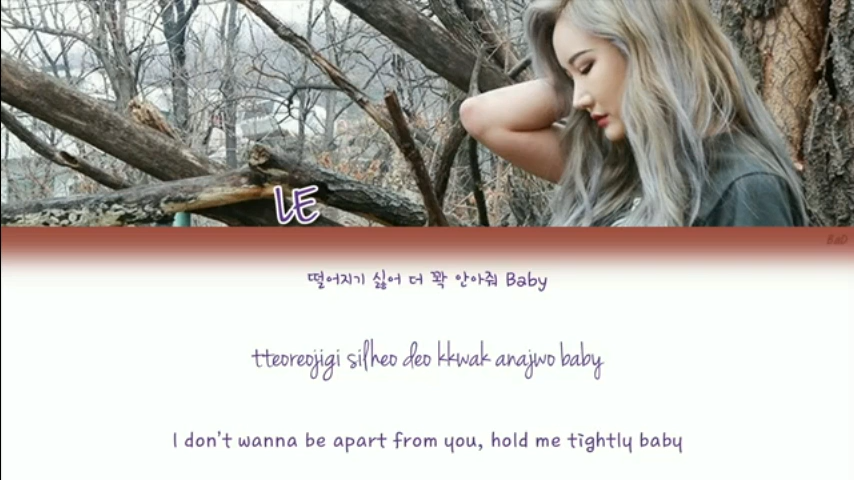 LE
BaD
떨어지기 싫어 더 꽉 안아줘 Baby
tteoreojigi silheo deo kkwak anajwo baby
I don't wanna be apart from you, hold me tightly baby